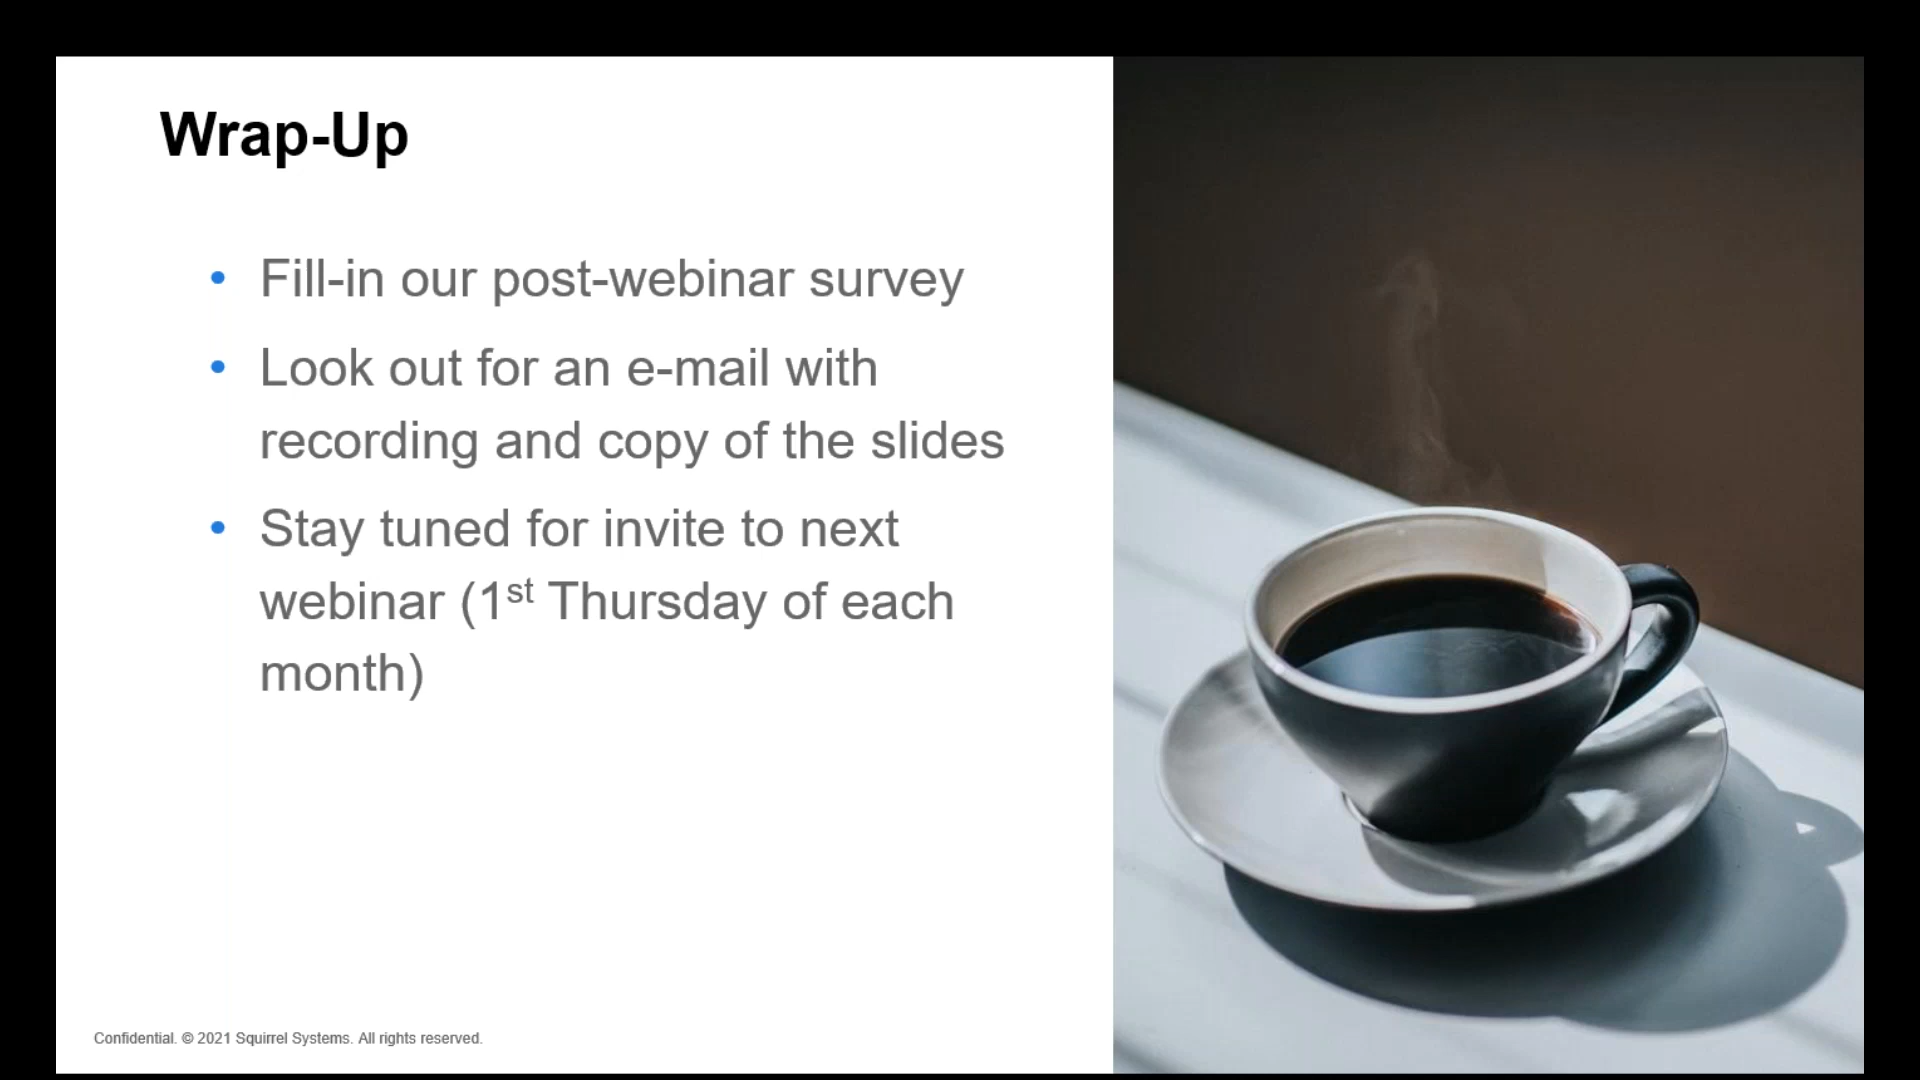 Wrap-Up
• Fill-in our post-webinar survey
• Look out for an e-mail with
recording and copy of the slides
• Stay tuned for invite to next
webinar (1st Thursday of each
month)
Confidential. © 2021 Squirrel Systems. All rights reserved.